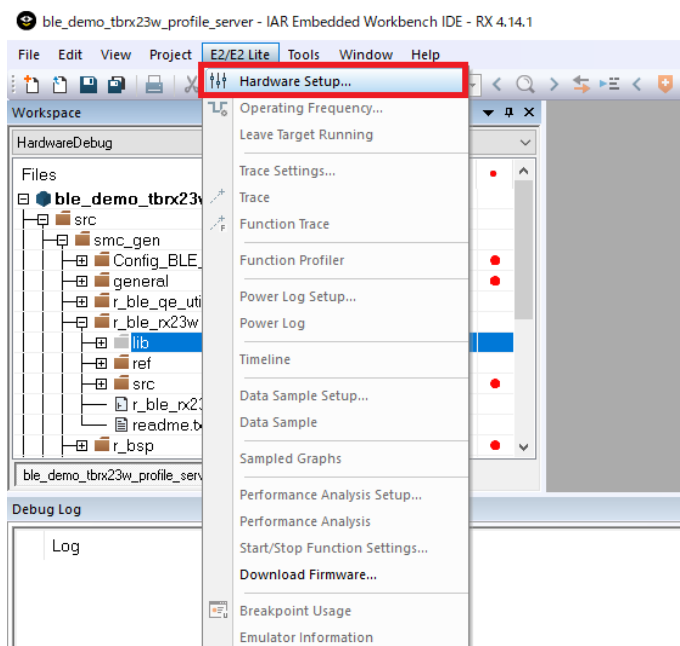 ble_demo_tbrx23w_profile_server - IAR Embedded Workbench IDE - RX 4.14.1
File Edit View Project E2/E2 Lite Tools Window Help
Hardware Setup...
Workspace
Operating Frequency...
HardwareDebug
Leave Target Running
Files
Trace Settings...
ble_demo_tbrx23w
Trace
src
Function Trace
smc_gen
Config_BLE_
Function Profiler
general
r_ble_qe_uti
Power Log Setup...
r_ble_rx23w
Power Log
lib
Timeline
ref
src
Data Sample Setup...
r_ble_rx23
Data Sample
readme.tx
r_bsp
Sampled Graphs
ble_demo_tbrx23w_profile_serv
Performance Analysis Setup...
Debug Log
Performance Analysis
Log
Start/Stop Function Settings...
Download Firmware...
Breakpoint Usage
Emulator Information